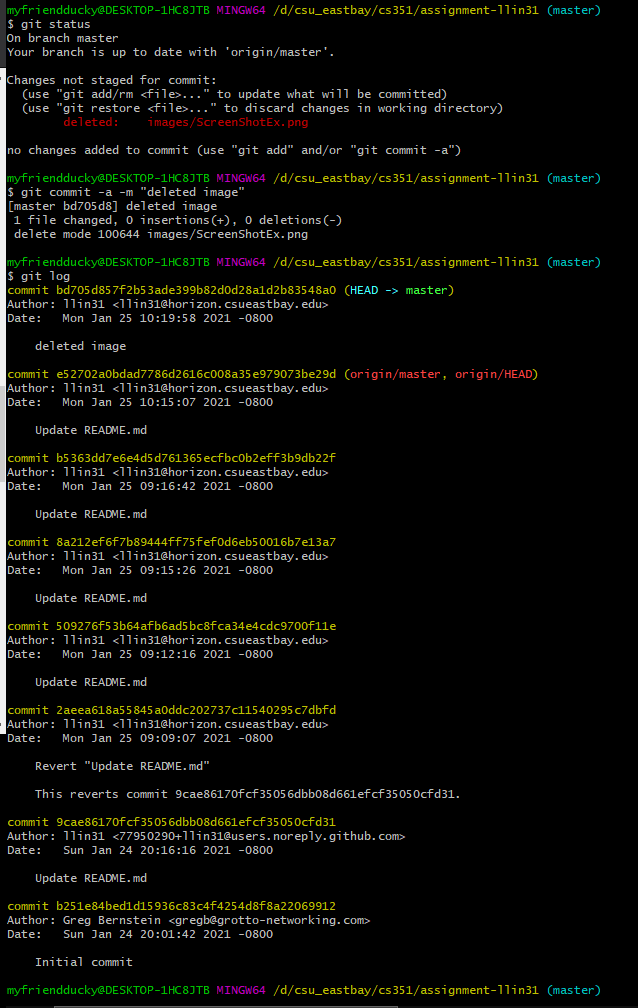 myfriendducky@DESKTOP-1HC8JTB MINGW64 /d/csu_eastbay/cs351/assignment-llin31 (master)
$ git status
On branch master
Your branch is up to date with 'origin/master'.
Changes not staged for commit:
  (use "git add/rm <file>..." to update what will be committed)
  (use "git restore <file>..." to discard changes in working directory)
        deleted:    images/ScreenShotEx.png
no changes added to commit (use "git add" and/or "git commit -a")
myfriendducky@DESKTOP-1HC8JTB MINGW64 /d/csu_eastbay/cs351/assignment-llin31 (master)
$ git commit -a -m "deleted image"
[master bd705d8] deleted image
 1 file changed, 0 insertions(+), 0 deletions(-)
 delete mode 100644 images/ScreenShotEx.png
myfriendducky@DESKTOP-1HC8JTB MINGW64 /d/csu_eastbay/cs351/assignment-llin31 (master)
$ git log
commit bd705d857f2b53ade399b82d0d28a1d2b83548a0 (HEAD -> master)
Author: llin31 <llin31@horizon.csueastbay.edu>
Date:   Mon Jan 25 10:19:58 2021 -0800
    deleted image
commit e52702a0bdad7786d2616c008a35e979073be29d (origin/master, origin/HEAD)
Author: llin31 <llin31@horizon.csueastbay.edu>
Date:   Mon Jan 25 10:15:07 2021 -0800
    Update README.md
commit b5363dd7e6e4d5d761365ecfbc0b2eff3b9db22f
Author: llin31 <llin31@horizon.csueastbay.edu>
Date:   Mon Jan 25 09:16:42 2021 -0800
    Update README.md
commit 8a212ef6f7b89444ff75fef0d6eb50016b7e13a7
Author: llin31 <llin31@horizon.csueastbay.edu>
Date:   Mon Jan 25 09:15:26 2021 -0800
    Update README.md
commit 509276f53b64afb6ad5bc8fca34e4cdc9700f11e
Author: llin31 <llin31@horizon.csueastbay.edu>
Date:   Mon Jan 25 09:12:16 2021 -0800
    Update README.md
commit 2aeea618a55845a0ddc202737c11540295c7dbfd
Author: llin31 <llin31@horizon.csueastbay.edu>
Date:   Mon Jan 25 09:09:07 2021 -0800
    Revert "Update README.md"
    This reverts commit 9cae86170fcf35056dbb08d661efcf35050cfd31.
commit 9cae86170fcf35056dbb08d661efcf35050cfd31
Author: llin31 <77950290+llin31@users.noreply.github.com>
Date:   Sun Jan 24 20:16:16 2021 -0800
    Update README.md
commit b251e84bed1d15936c83c4f4254d8f8a22069912
Author: Greg Bernstein <gregb@grotto-networking.com>
Date:   Sun Jan 24 20:01:42 2021 -0800
    Initial commit
myfriendducky@DESKTOP-1HC8JTB MINGW64 /d/csu_eastbay/cs351/assignment-llin31 (master)